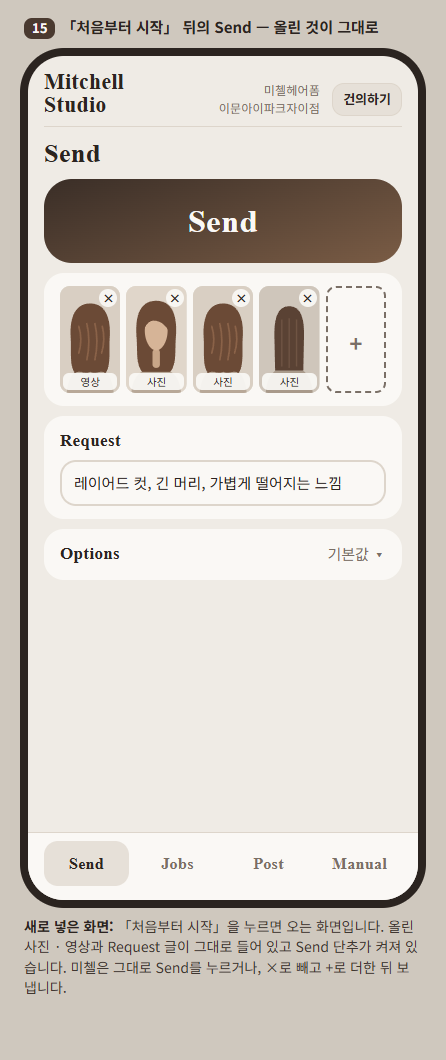 15 「처음부터 시작」 뒤의 Send — 올린 것이 그대로
Mitchell
Studio
미첼헤어폼
이문아이파크자이점
건의하기
Send
Send
× × × ×
영상 사진 사진 사진 +
Request
레이어드 컷, 긴 머리, 가볍게 떨어지는 느낌
Options 기본값 ▾
Send Jobs Post Manual
새로 넣은 화면: 「처음부터 시작」을 누르면 오는 화면입니다. 올린
사진 · 영상과 Request 글이 그대로 들어 있고 Send 단추가 켜져 있
습니다. 미첼은 그대로 Send를 누르거나, ×로 빼고 +로 더한 뒤 보
냅니다.